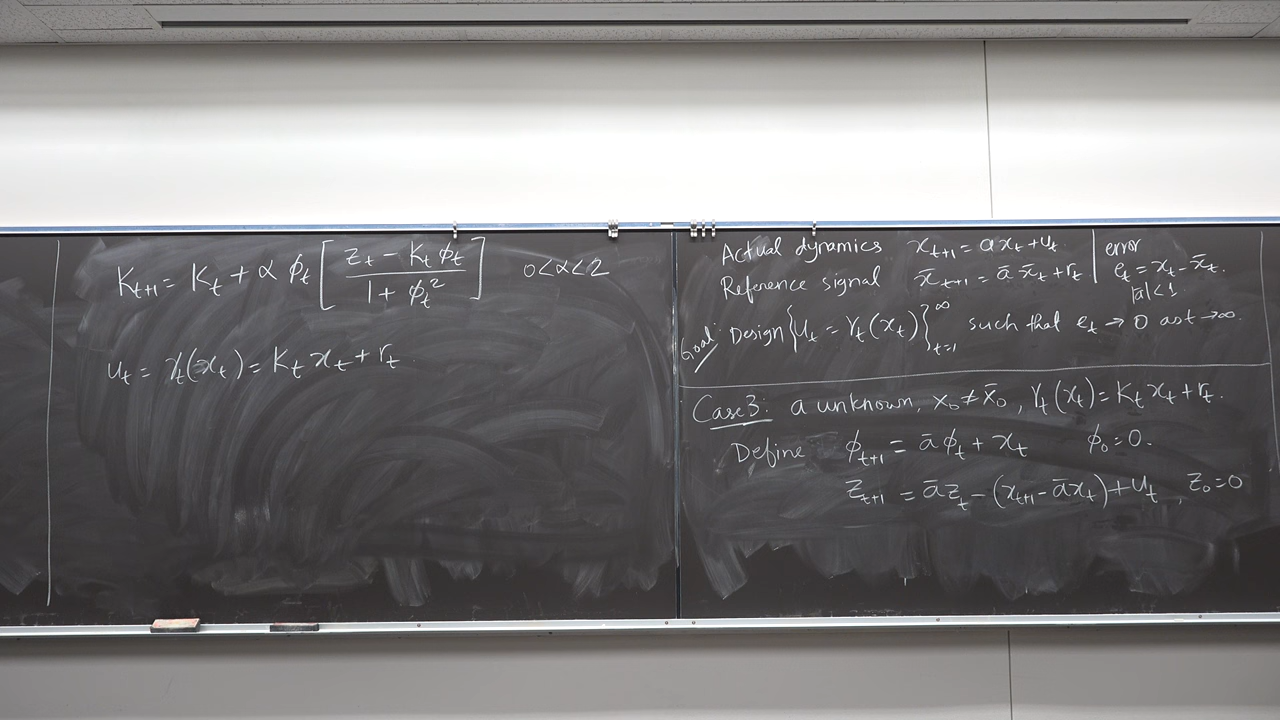 K_{t+1} = K_t + α ϕ_t [ (z_t − K_t ϕ_t) / (1 + ϕ_t^2) ]    0<α<2
u_t = γ_t(x_t) = K_t x_t + r_t.
Actual dynamics x_{t+1} = a x_t + u_t. | error
Reference signal x̄_{t+1} = ā x̄_t + r_t | e_t = x_t − x̄_t.
|ā|<1
Goal: Design {u_t = γ_t(x_t)}_{t=1}^∞ such that e_t → 0 as t → ∞.
Case 3: a unknown, x_0 ≠ x̄_0, γ_t(x_t) = K_t x_t + r_t.
Define ϕ_{t+1} = ā ϕ_t + x_t    ϕ_0 = 0.
z_{t+1} = ā z_t − (x_{t+1} − ā x_t) + u_t, z_0 = 0